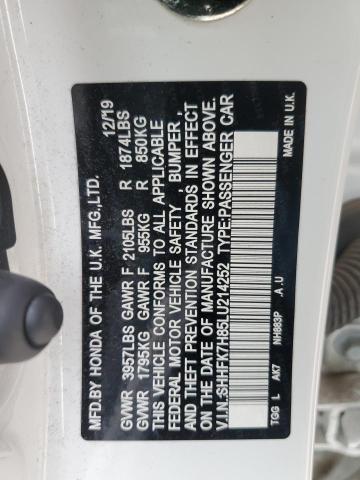 MFD.BY HONDA OF THE U.K. MFG.,LTD. 12/19
GVWR 3957LBS GAWR F 2105LBS R 1874LBS
GVWR 1795KG GAWR F 955KG R 850KG
THIS VEHICLE CONFORMS TO ALL APPLICABLE
FEDERAL MOTOR VEHICLE SAFETY , BUMPER ,
AND THEFT PREVENTION STANDARDS IN EFFECT
ON THE DATE OF MANUFACTURE SHOWN ABOVE.
V.I.N.:SHHFK7H85LU214252 TYPE:PASSENGER CAR
TGG L AK7 NH883P .A .U MADE IN U.K.